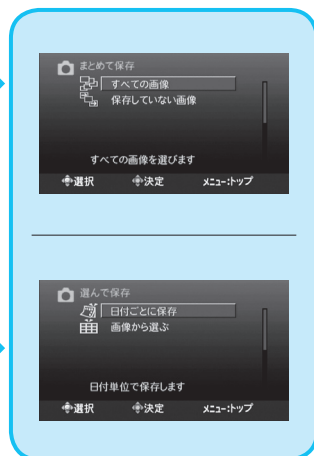 まとめて保存
すべての画像
保存していない画像
すべての画像を選びます
選択 決定 メニュー:トップ
選んで保存
日付ごとに保存
画像から選ぶ
日付単位で保存します
選択 決定 メニュー:トップ